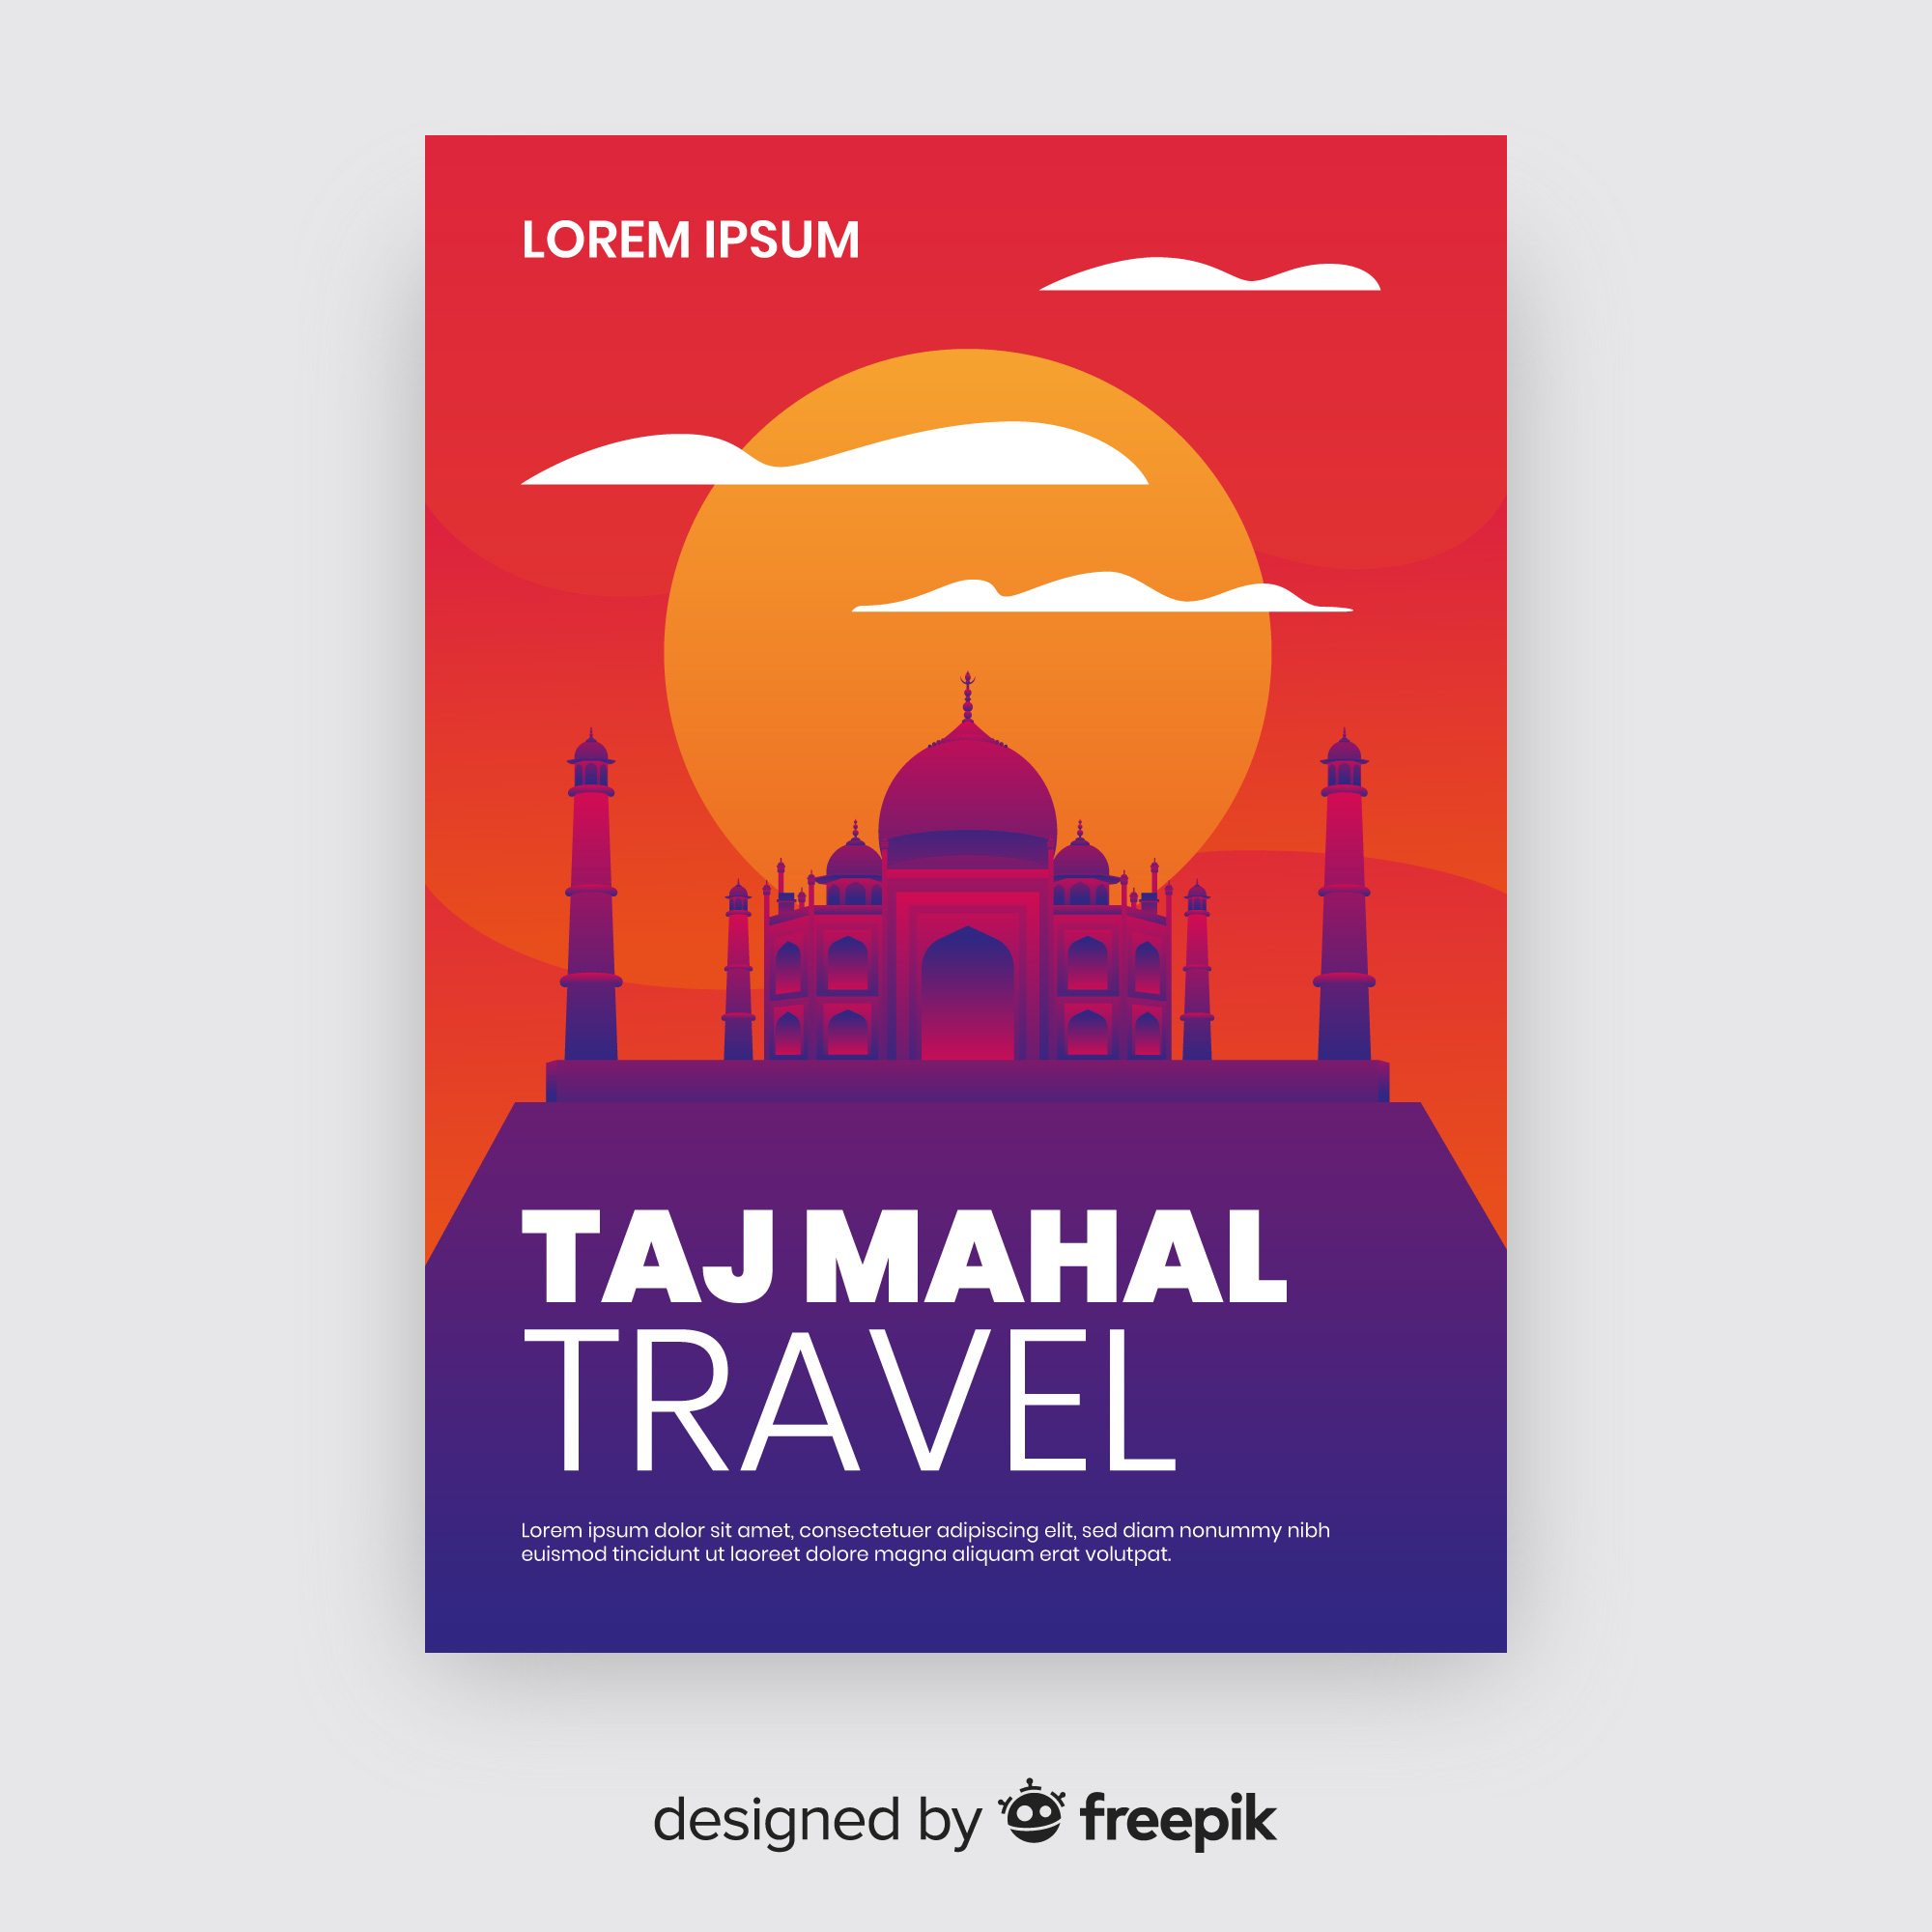 LOREM IPSUM
TAJ MAHAL
TRAVEL
Lorem ipsum dolor sit amet, consectetuer adipiscing elit, sed diam nonummy nibh
euismod tincidunt ut laoreet dolore magna aliquam erat volutpat.
designed by freepik